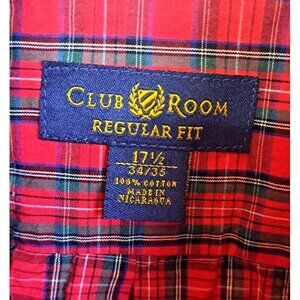 CLUB ROOM
REGULAR FIT
17½
34/35
100% COTTON
MADE IN
NICARAGUA